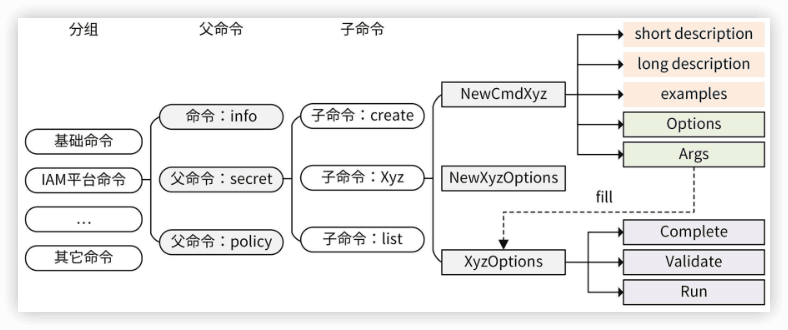 分组
父命令
子命令
基础命令
IAM平台命令
...
其它命令
命令：info
父命令：secret
父命令：policy
子命令：create
子命令：Xyz
子命令：list
NewCmdXyz
NewXyzOptions
XyzOptions
short description
long description
examples
Options
Args
fill
Complete
Validate
Run